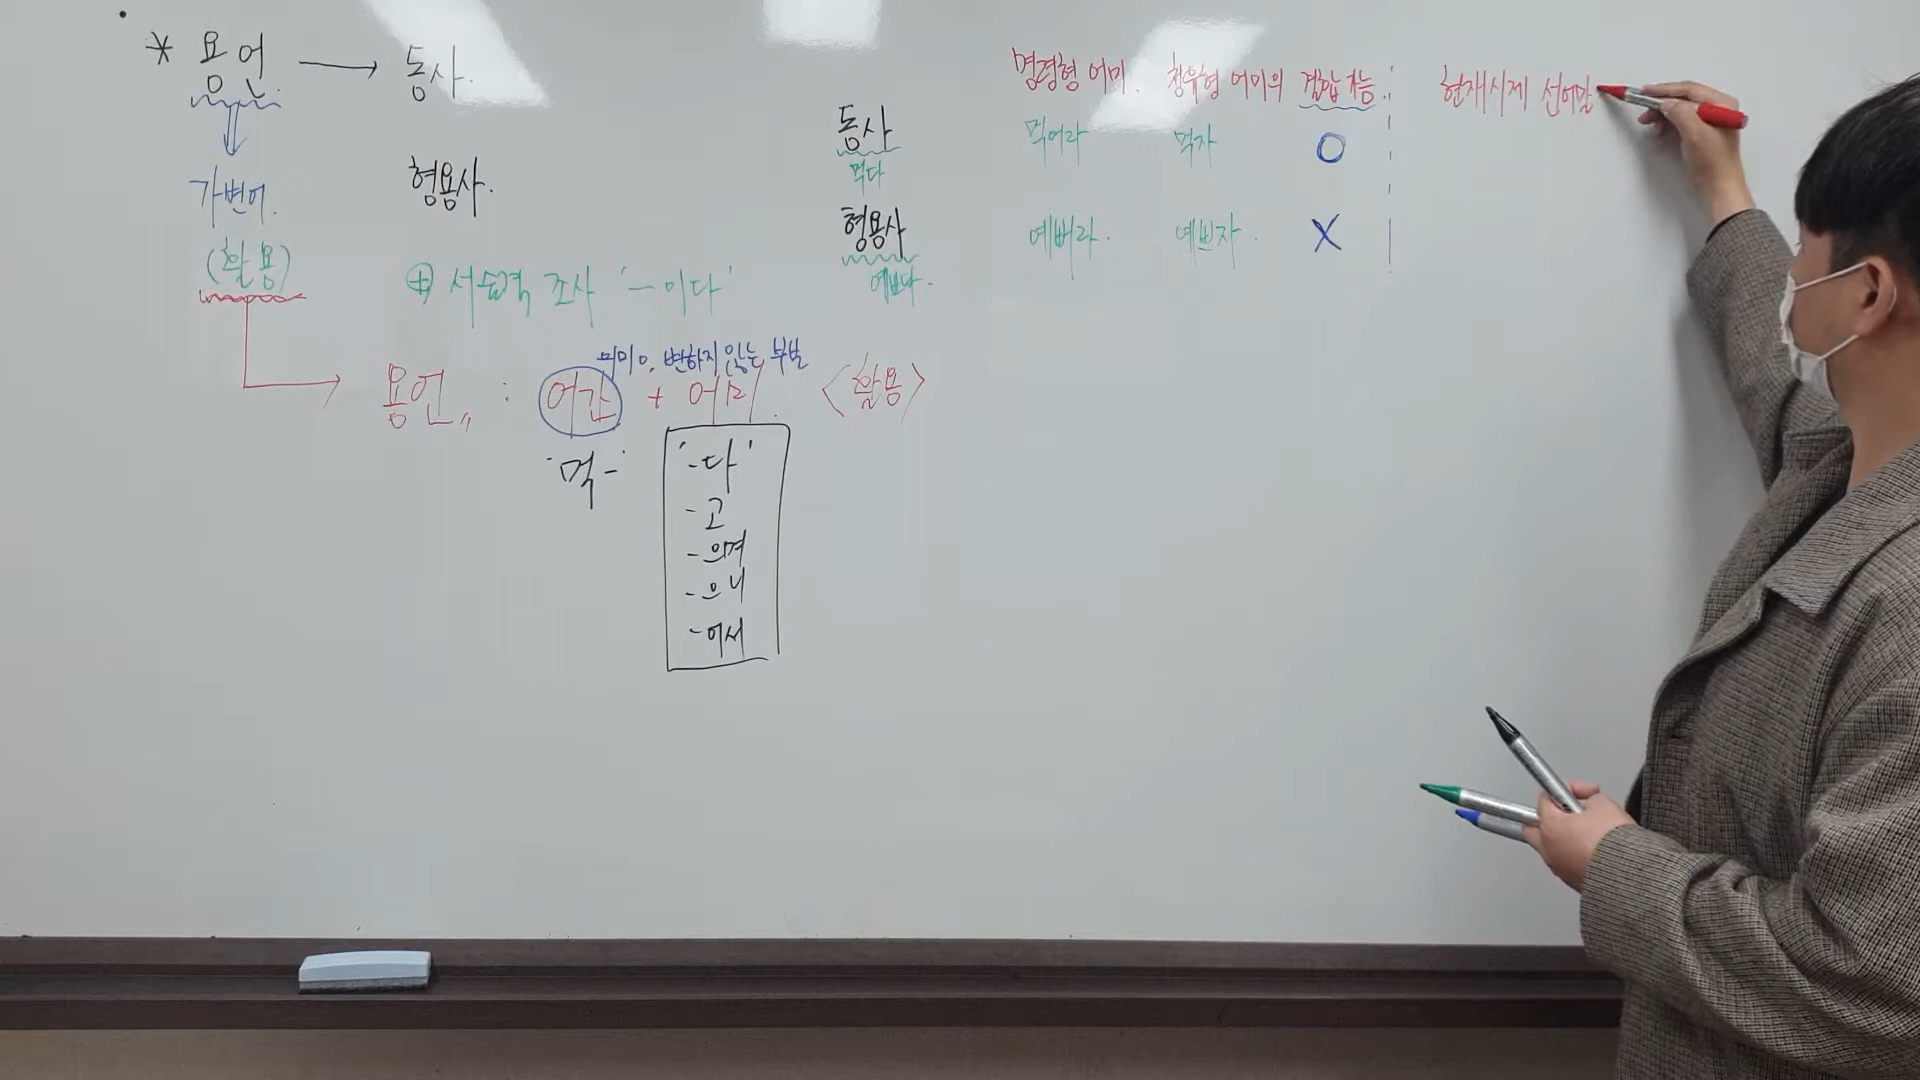 * 용언 → 동사.
가변어.
(활용)
형용사.
⊕ 서술격 조사 '-이다'
의미 O, 변하지 않는 부분
용언 : 어간 + 어미. <활용>
'먹-'
'-다'
-고
-으며
-으니
-어서
명령형 어미. 청유형 어미의 결합 가능. 현재시제 선어말
동사 먹어라 먹자 O
먹다
형용사 예뻐라. 예쁘자. X
예쁘다.